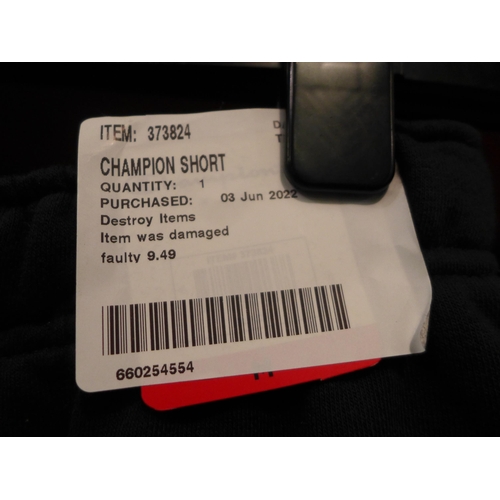 ITEM: 373824
CHAMPION SHORT
QUANTITY: 1
PURCHASED: 03 Jun 2022
Destroy Items
Item was damaged
faulty 9.49
660254554